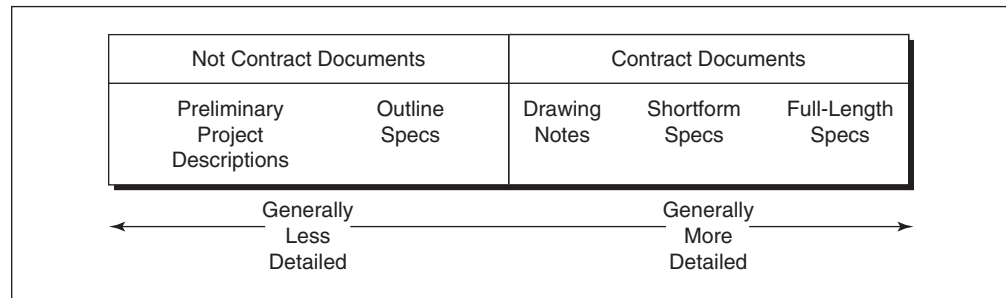 Not Contract Documents
Contract Documents
Preliminary
Project
Descriptions
Outline
Specs
Drawing
Notes
Shortform
Specs
Full-Length
Specs
Generally
Less
Detailed
Generally
More
Detailed